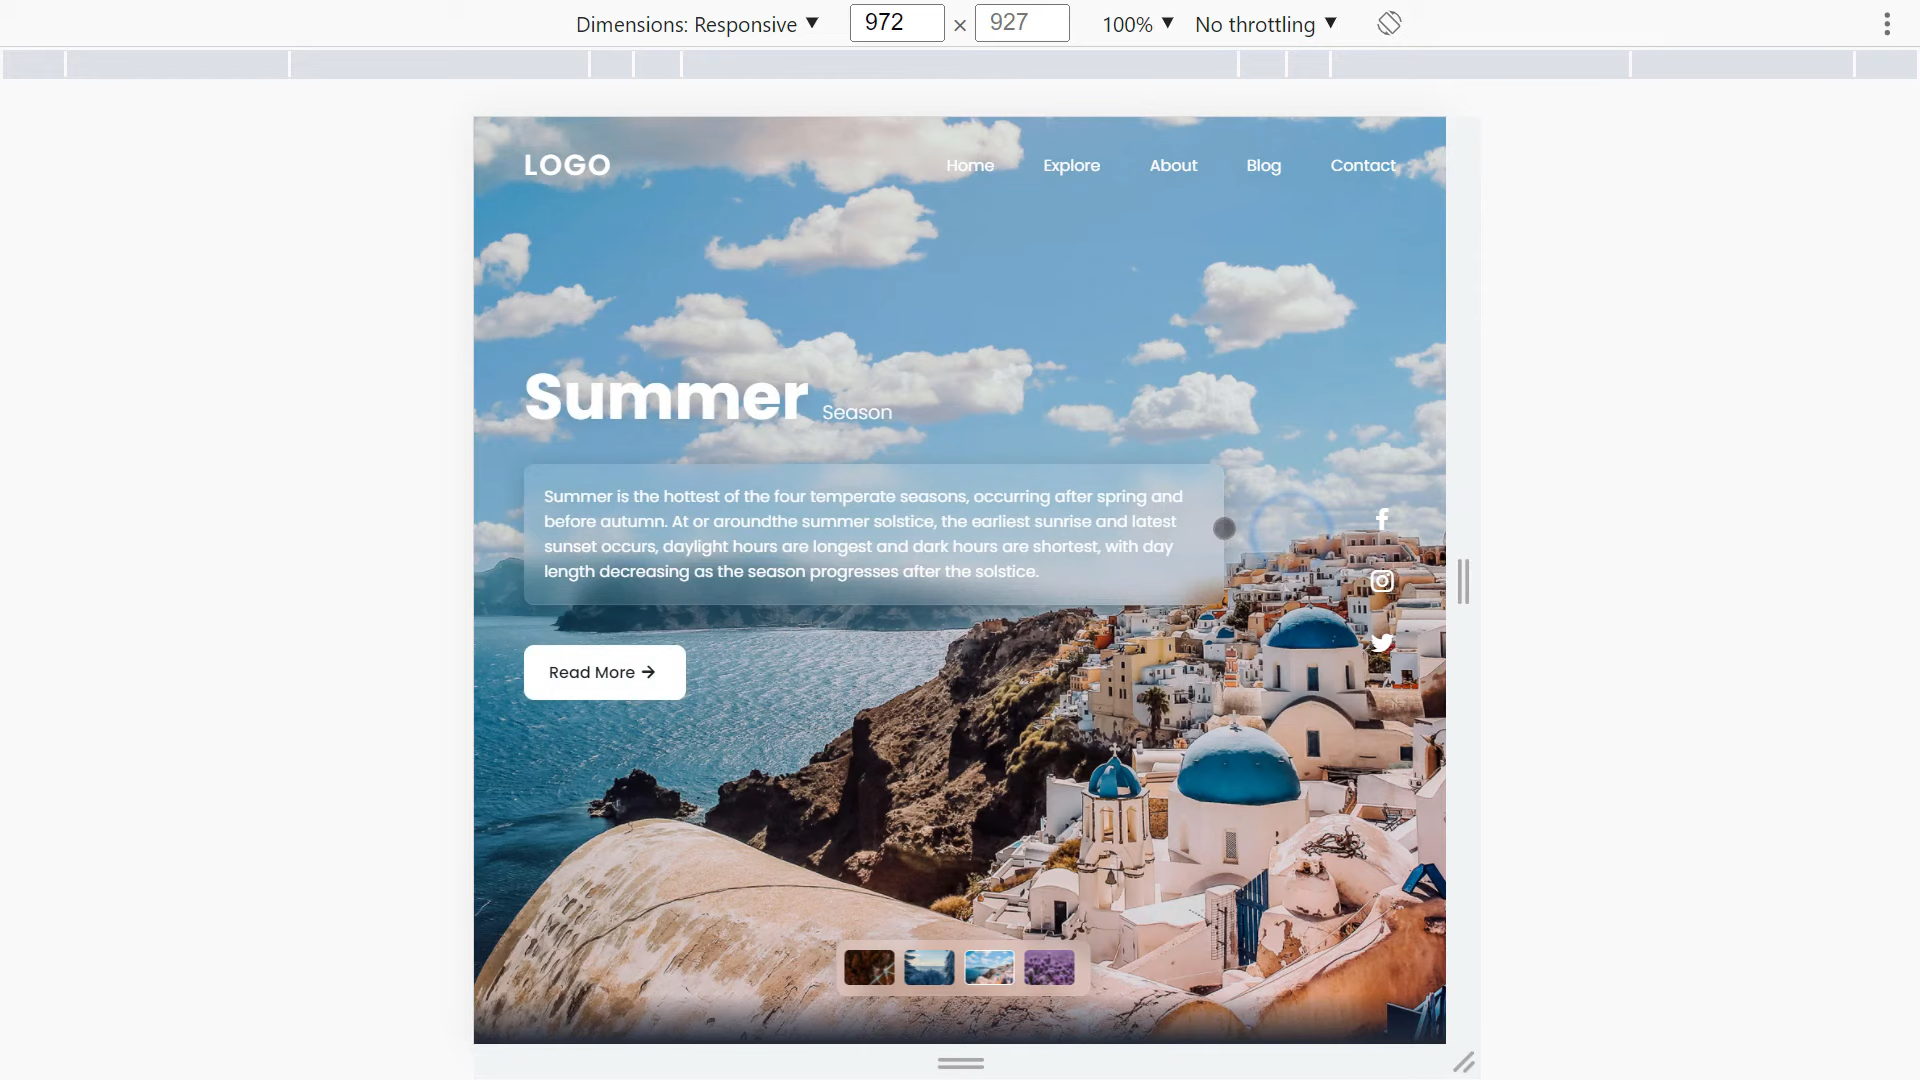 Dimensions: Responsive ▼ 972 × 927 100% ▼ No throttling ▼
LOGO Home Explore About Blog Contact
Summer Season
Summer is the hottest of the four temperate seasons, occurring after spring and
before autumn. At or aroundthe summer solstice, the earliest sunrise and latest
sunset occurs, daylight hours are longest and dark hours are shortest, with day
length decreasing as the season progresses after the solstice.
Read More →